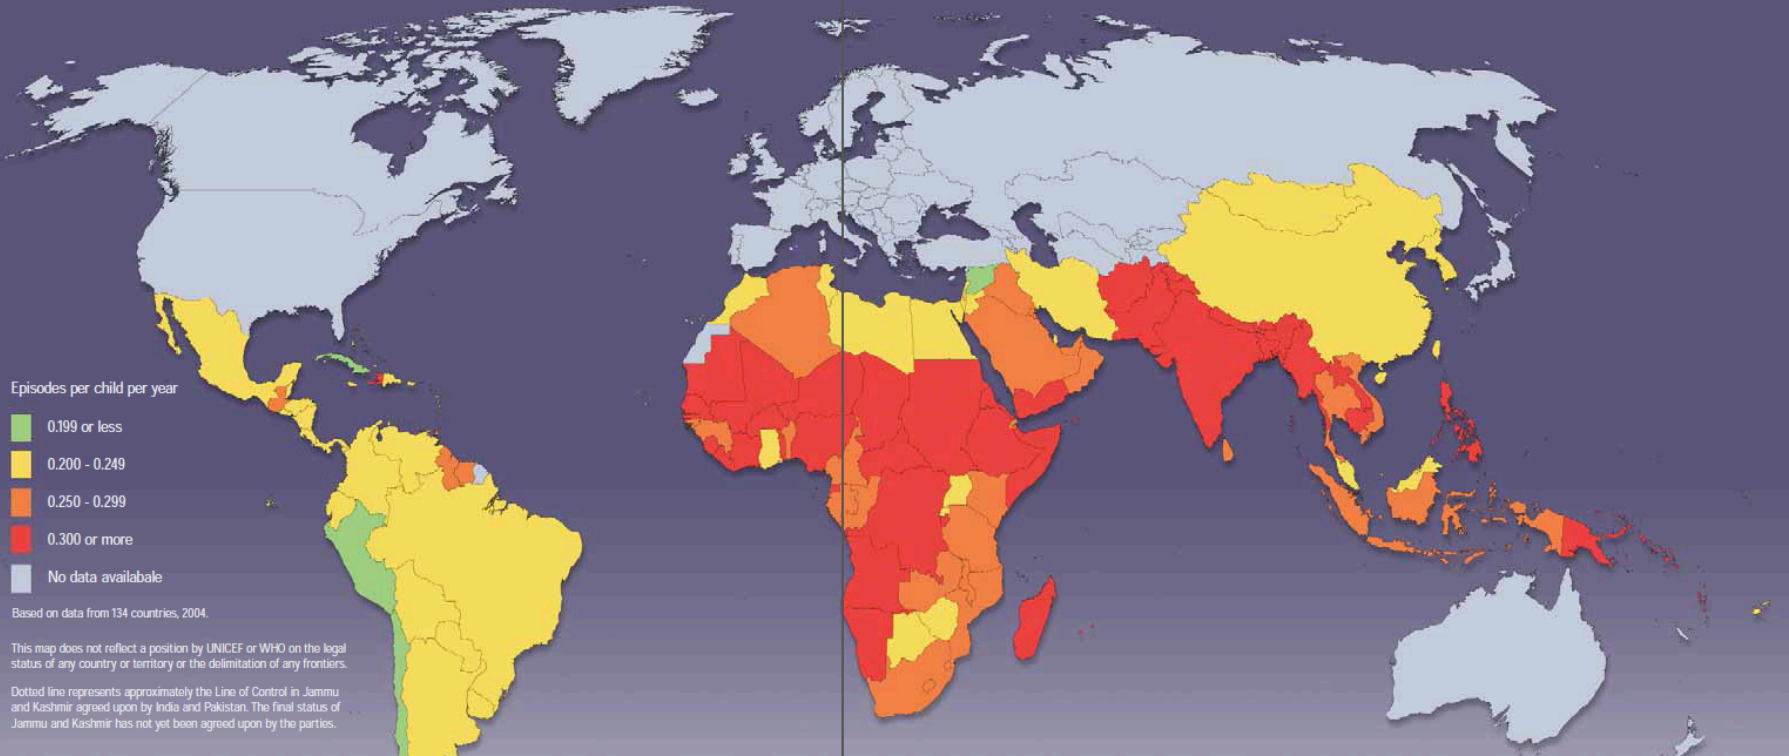 Episodes per child per year
0.199 or less
0.200 - 0.249
0.250 - 0.299
0.300 or more
No data availabale
Based on data from 134 countries, 2004.
This map does not reflect a position by UNICEF or WHO on the legal
status of any country or territory or the delimitation of any frontiers.
Dotted line represents approximately the Line of Control in Jammu
and Kashmir agreed upon by India and Pakistan. The final status of
Jammu and Kashmir has not yet been agreed upon by the parties.